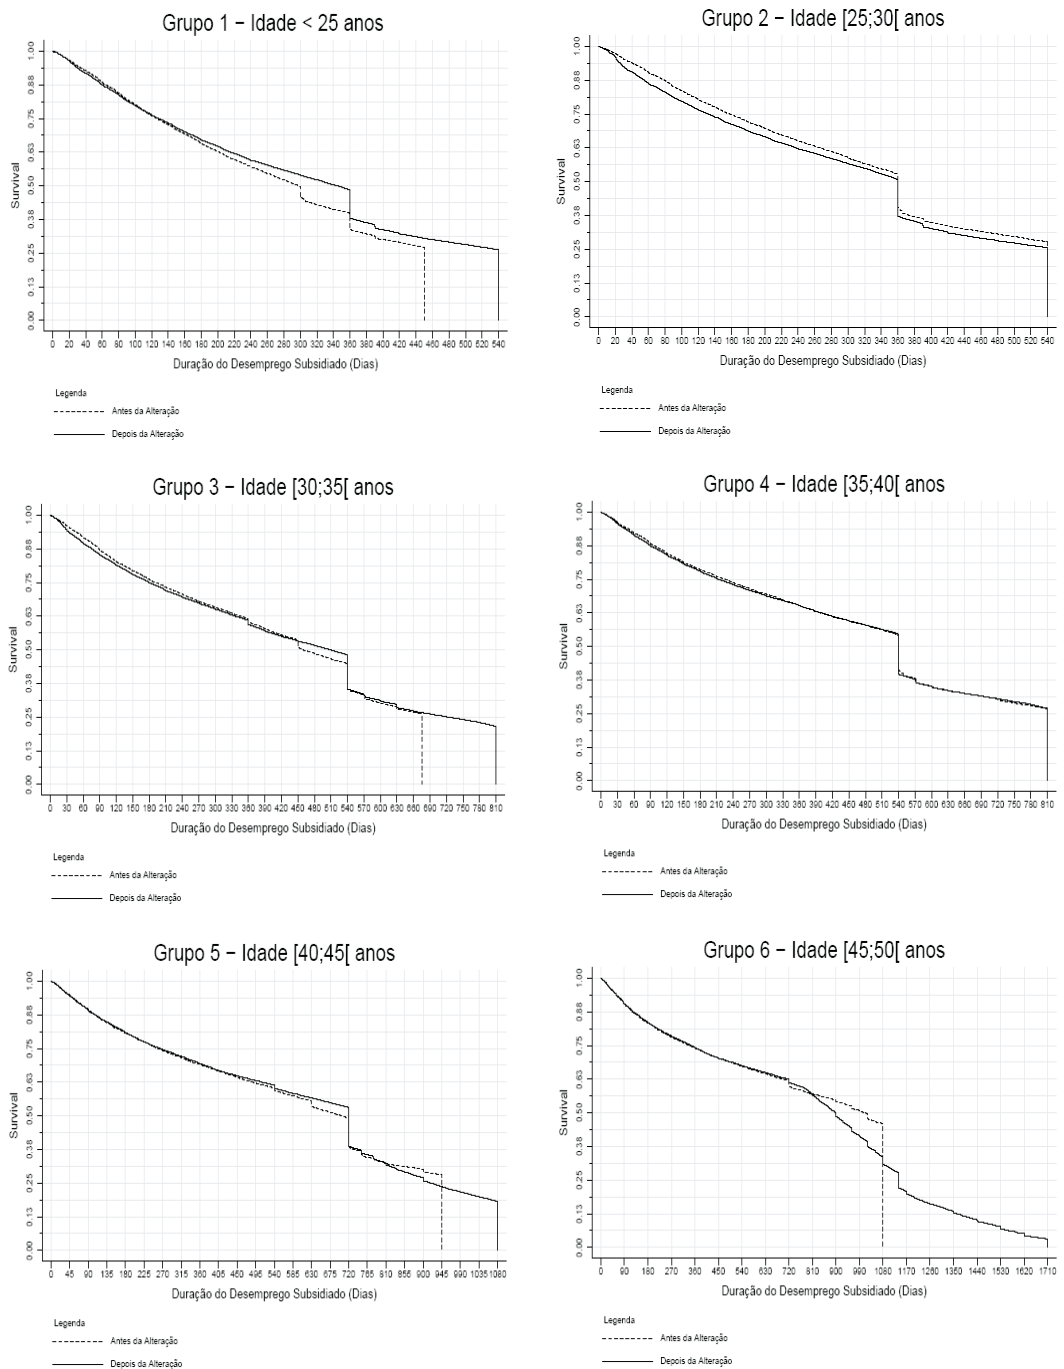 Grupo 1 – Idade < 25 anos
Survival
1.00
0.88
0.75
0.63
0.50
0.38
0.25
0.13
0.00
0 20 40 60 80 100 120 140 160 180 200 220 240 260 280 300 320 340 360 380 400 420 440 460 480 500 520 540
Duração do Desemprego Subsidiado (Dias)
Legenda
Antes da Alteração
Depois da Alteração
Grupo 2 – Idade [25;30[ anos
Survival
1.00
0.88
0.75
0.63
0.50
0.38
0.25
0.13
0.00
0 20 40 60 80 100 120 140 160 180 200 220 240 260 280 300 320 340 360 380 400 420 440 460 480 500 520 540
Duração do Desemprego Subsidiado (Dias)
Legenda
Antes da Alteração
Depois da Alteração
Grupo 3 – Idade [30;35[ anos
Survival
1.00
0.88
0.75
0.63
0.50
0.38
0.25
0.13
0.00
0 30 60 90 120 150 180 210 240 270 300 330 360 390 420 450 480 510 540 570 600 630 660 690 720 750 780 810
Duração do Desemprego Subsidiado (Dias)
Legenda
Antes da Alteração
Depois da Alteração
Grupo 4 – Idade [35;40[ anos
Survival
1.00
0.88
0.75
0.63
0.50
0.38
0.25
0.13
0.00
0 30 60 90 120 150 180 210 240 270 300 330 360 390 420 450 480 510 540 570 600 630 660 690 720 750 780 810
Duração do Desemprego Subsidiado (Dias)
Legenda
Antes da Alteração
Depois da Alteração
Grupo 5 – Idade [40;45[ anos
Survival
1.00
0.88
0.75
0.63
0.50
0.38
0.25
0.13
0.00
0 45 90 135 180 225 270 315 360 405 450 495 540 585 630 675 720 765 810 855 900 945 990 1035 1080
Duração do Desemprego Subsidiado (Dias)
Legenda
Antes da Alteração
Depois da Alteração
Grupo 6 – Idade [45;50[ anos
Survival
1.00
0.88
0.75
0.63
0.50
0.38
0.25
0.13
0.00
0 90 180 270 360 450 540 630 720 810 900 990 1080 1170 1260 1350 1440 1530 1620 1710
Duração do Desemprego Subsidiado (Dias)
Legenda
Antes da Alteração
Depois da Alteração